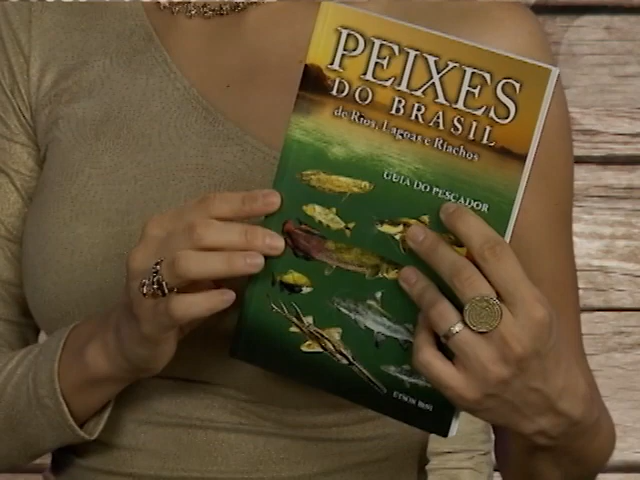 PEIXES
DO BRASIL
de Rios, Lagoas e Riachos
GUIA DO PESCADOR